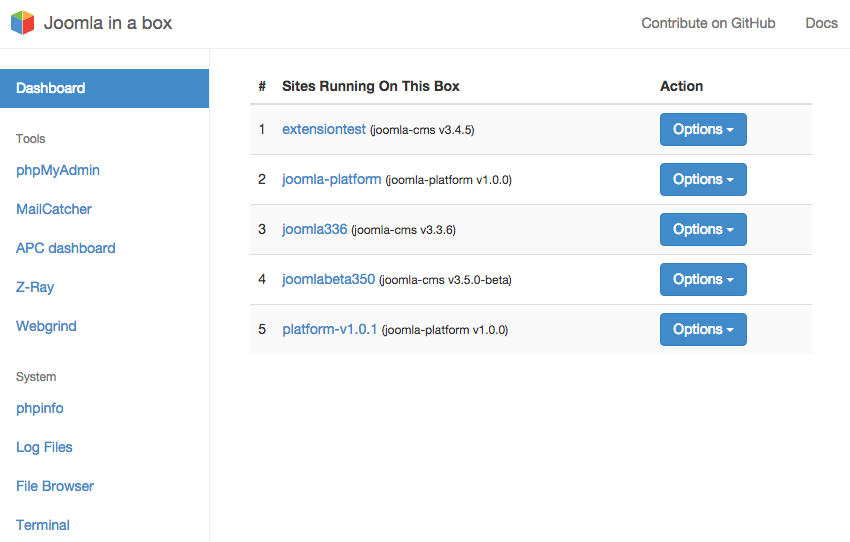 Joomla in a box
Contribute on GitHub Docs
Dashboard
Tools
phpMyAdmin
MailCatcher
APC dashboard
Z-Ray
Webgrind
System
phpinfo
Log Files
File Browser
Terminal
# Sites Running On This Box Action
1 extensiontest (joomla-cms v3.4.5) Options
2 joomla-platform (joomla-platform v1.0.0) Options
3 joomla336 (joomla-cms v3.3.6) Options
4 joomlabeta350 (joomla-cms v3.5.0-beta) Options
5 platform-v1.0.1 (joomla-platform v1.0.0) Options